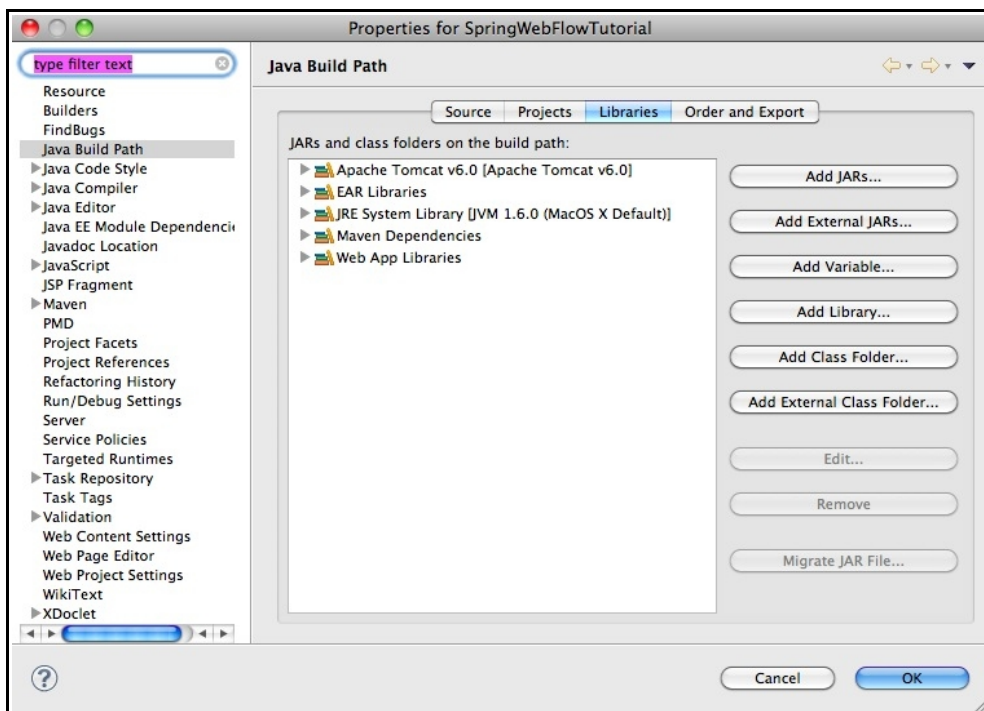 Properties for SpringWebFlowTutorial
type filter text
Resource
Builders
FindBugs
Java Build Path
Java Code Style
Java Compiler
Java Editor
Java EE Module Dependencie
Javadoc Location
JavaScript
JSP Fragment
Maven
PMD
Project Facets
Project References
Refactoring History
Run/Debug Settings
Server
Service Policies
Targeted Runtimes
Task Repository
Task Tags
Validation
Web Content Settings
Web Page Editor
Web Project Settings
WikiText
XDoclet
Java Build Path
Source
Projects
Libraries
Order and Export
JARs and class folders on the build path:
Apache Tomcat v6.0 [Apache Tomcat v6.0]
EAR Libraries
JRE System Library [JVM 1.6.0 (MacOS X Default)]
Maven Dependencies
Web App Libraries
Add JARs...
Add External JARs...
Add Variable...
Add Library...
Add Class Folder...
Add External Class Folder...
Edit...
Remove
Migrate JAR File...
?
Cancel
OK